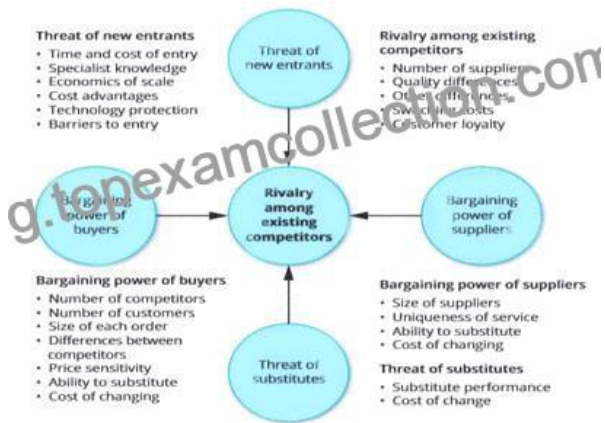 Threat of new entrants
• Time and cost of entry
• Specialist knowledge
• Economics of scale
• Cost advantages
• Technology protection
• Barriers to entry
Threat of
new entrants
Rivalry among existing
competitors
• Number of suppliers
• Quality differences
• Other differences
• Switching costs
• Customer loyalty
g.topexamcollection.com
Bargaining
power of
buyers
Rivalry
among
existing
competitors
Bargaining
power of
suppliers
Bargaining power of buyers
• Number of competitors
• Number of customers
• Size of each order
• Differences between
competitors
• Price sensitivity
• Ability to substitute
• Cost of changing
Threat of
substitutes
Bargaining power of suppliers
• Size of suppliers
• Uniqueness of service
• Ability to substitute
• Cost of changing
Threat of substitutes
• Substitute performance
• Cost of change